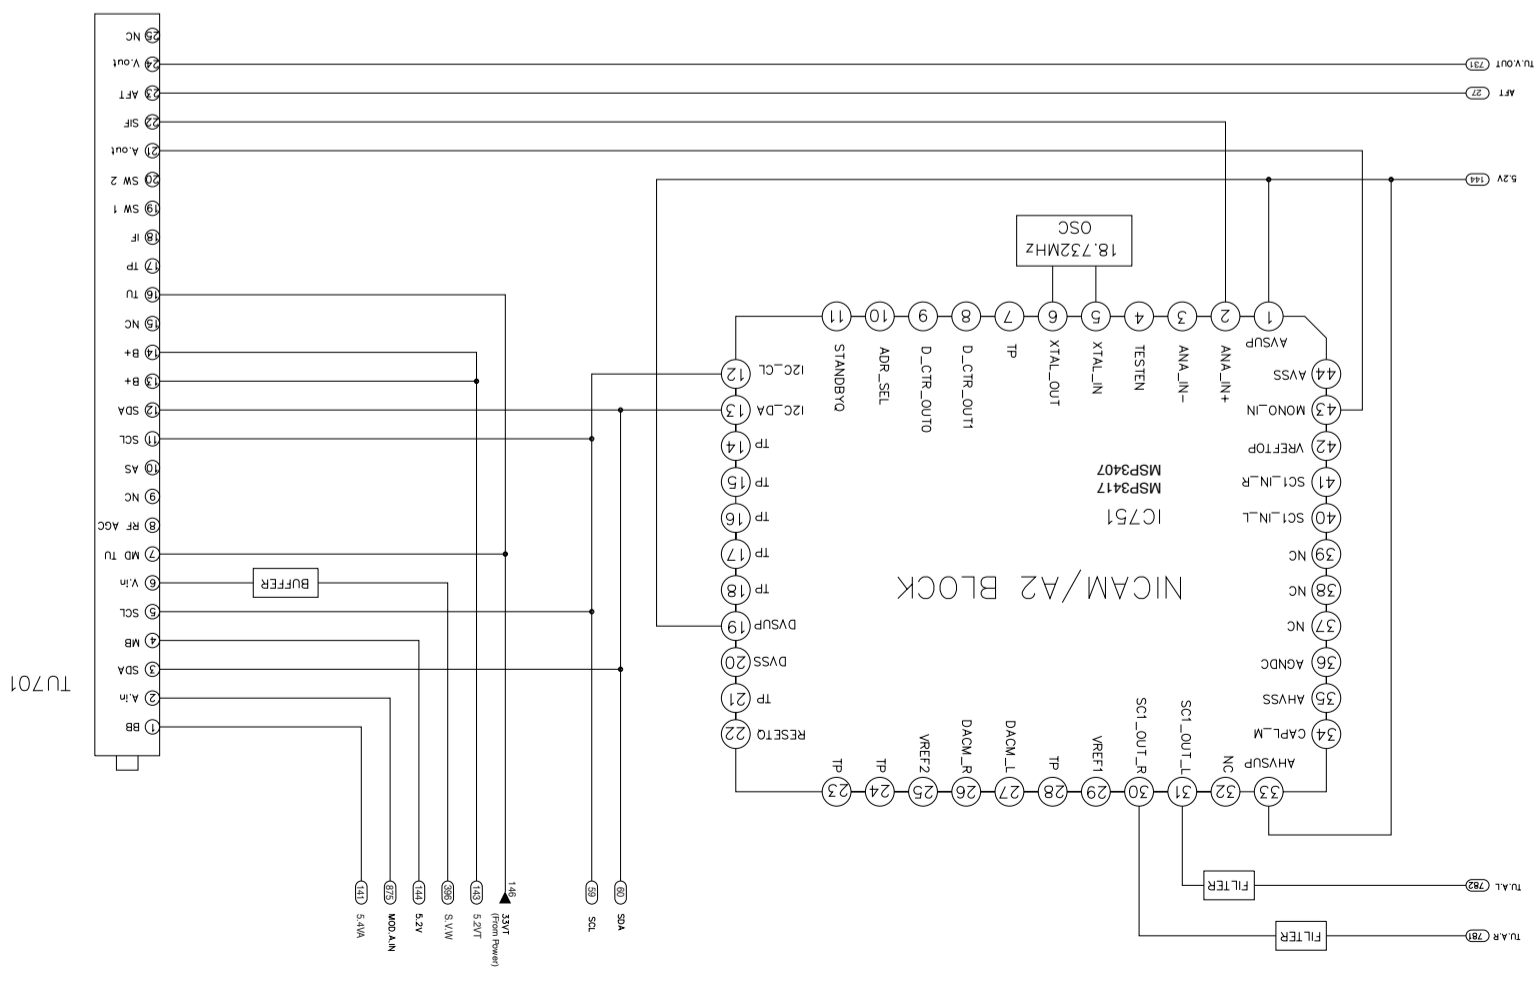 TU701
25 NC
24 V.out
23 AFT
22 SIF
21 A.out
20 SW 2
19 SW 1
18 IF
17 TP
16 TU
15 NC
14 B+
13 B+
12 SDA
11 SCL
10 AS
9 NC
8 RF AGC
7 MD TU
6 V.in
5 SCL
4 MB
3 SDA
2 A.in
1 BB
BUFFER
731 TU.V.OUT
27 AFT
144 5.2V
18.732MHz
OSC
11 STANDBYQ
10 ADR_SEL
9 D_CTR_OUT0
8 D_CTR_OUT1
7 TP
6 XTAL_OUT
5 XTAL_IN
4 TESTEN
3 ANA_IN-
2 ANA_IN+
1 AVSUP
12 I2C_CL
13 I2C_DA
14 TP
15 TP
16 TP
17 TP
18 TP
19 DVSUP
20 DVSS
21 TP
22 RESETQ
IC751
MSP3417
MSP3407
NICAM/A2 BLOCK
44 AVSS
43 MONO_IN
42 VREFTOP
41 SC1_IN_R
40 SC1_IN_L
39 NC
38 NC
37 NC
36 AGNDC
35 AHVSS
34 CAPL_M
23 TP
24 TP
25 VREF2
26 DACM_R
27 DACM_L
28 TP
29 VREF1
30 SC1_OUT_R
31 SC1_OUT_L
32 NC
33 AHVSUP
141 5.4VA
875 MOD.A.IN
144 5.2V
396 S.V.W
143 5.2VT
146 33VT
(From Power)
59 SCL
60 SDA
FILTER
782 TU.A.L
FILTER
781 TU.A.R